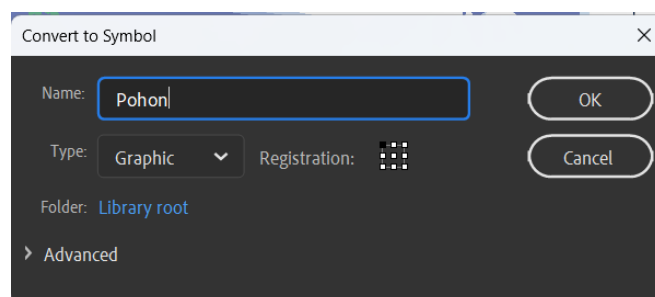 Convert to Symbol
Name: Pohon OK
Type: Graphic Registration: Cancel
Folder: Library root
Advanced